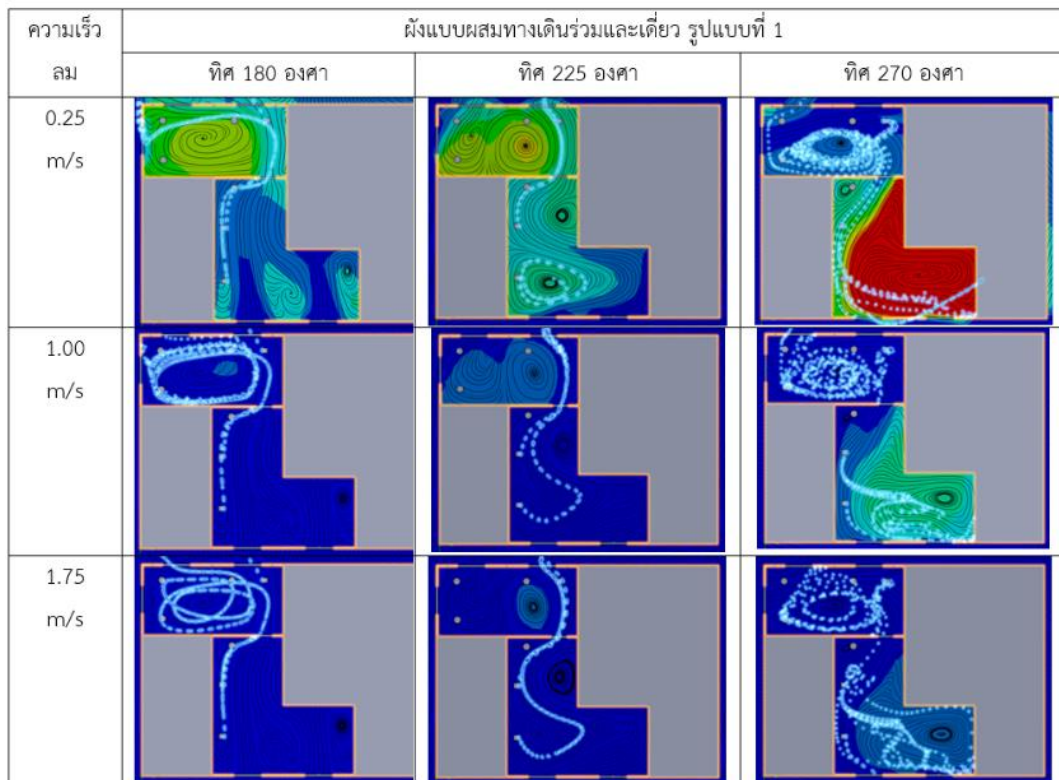 ความเร็ว
ลม
ผังแบบผสมทางเดินร่วมและเดี่ยว รูปแบบที่ 1
ทิศ 180 องศา
ทิศ 225 องศา
ทิศ 270 องศา
0.25
m/s
1.00
m/s
1.75
m/s